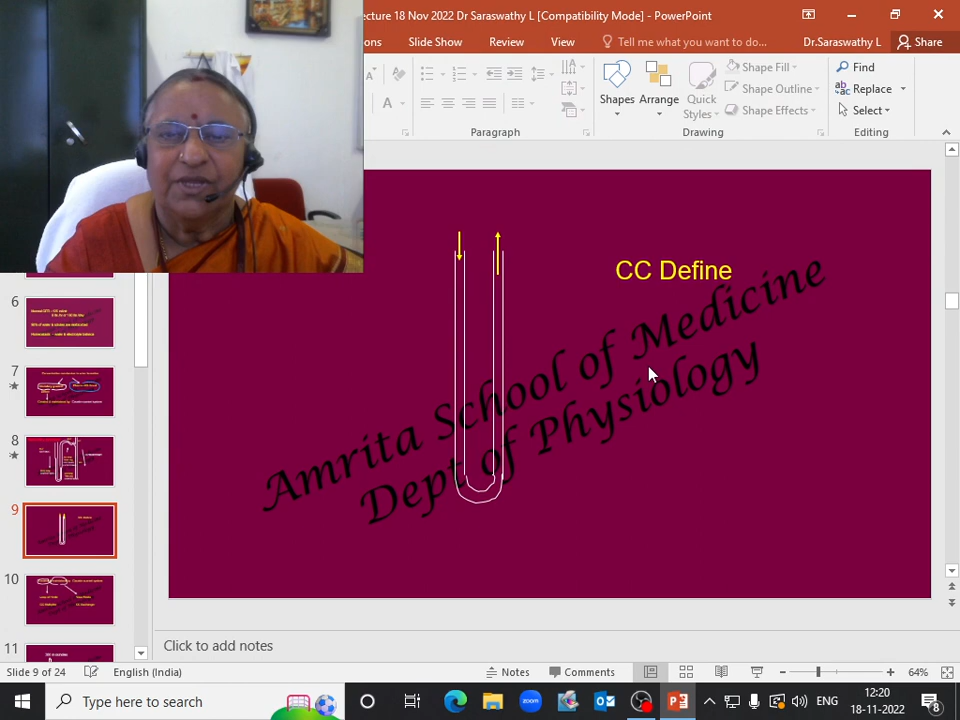 ecture 18 Nov 2022 Dr Saraswathy L [Compatibility Mode] - PowerPoint
ons Slide Show Review View Tell me what you want to do... Dr.Saraswathy L Share
Shapes Arrange Quick Styles
Shape Fill
Shape Outline
Shape Effects
Find
Replace
Select
Paragraph Drawing Editing
CC Define
Amrita School of Medicine
Dept of Physiology
6
7
8
9
10
11
Click to add notes
Slide 9 of 24 English (India) Notes Comments 64%
Type here to search
zoom
ENG
12:20
18-11-2022
8